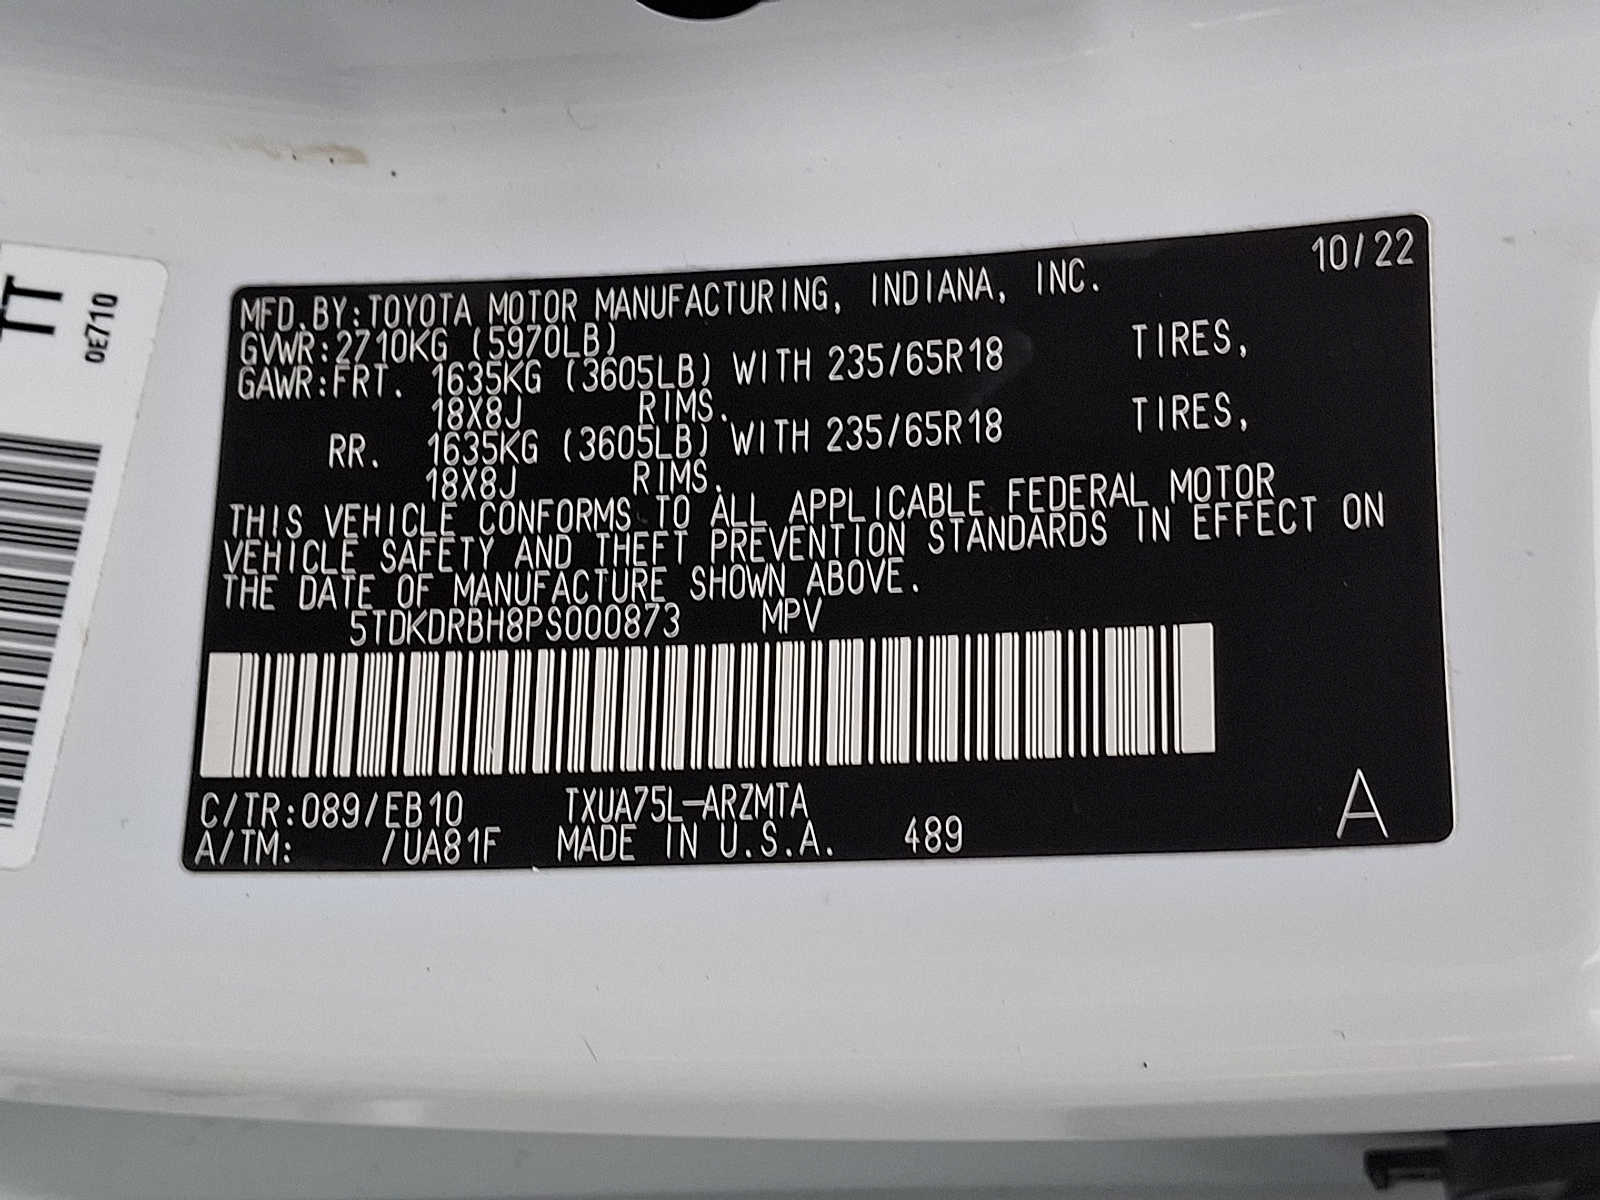 TT
0E710
10/22
MFD.BY:TOYOTA MOTOR MANUFACTURING, INDIANA, INC.
GVWR:2710KG (5970LB)
GAWR:FRT. 1635KG (3605LB) WITH 235/65R18 TIRES,
18X8J RIMS.
RR. 1635KG (3605LB) WITH 235/65R18 TIRES,
18X8J RIMS.
THIS VEHICLE CONFORMS TO ALL APPLICABLE FEDERAL MOTOR
VEHICLE SAFETY AND THEFT PREVENTION STANDARDS IN EFFECT ON
THE DATE OF MANUFACTURE SHOWN ABOVE.
5TDKDRBH8PS000873 MPV
C/TR:089/EB10 TXUA75L-ARZMTA
A/TM: /UA81F MADE IN U.S.A. 489 A